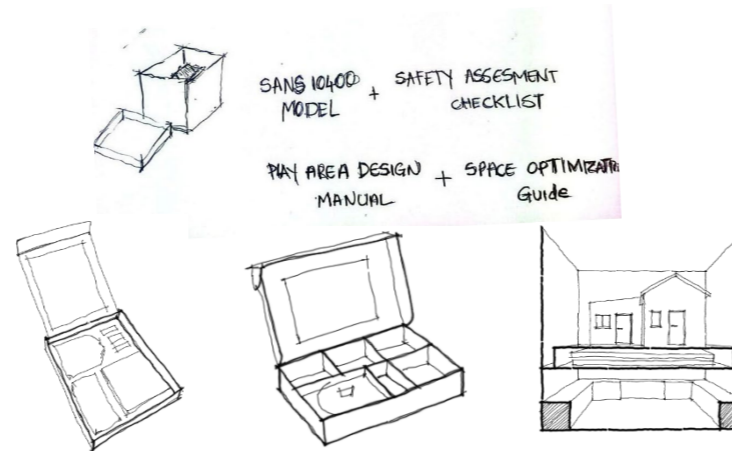 SANS 10400 + SAFETY ASSESMENT
MODEL CHECKLIST
PLAY AREA DESIGN + SPACE OPTIMIZATI
MANUAL Guide